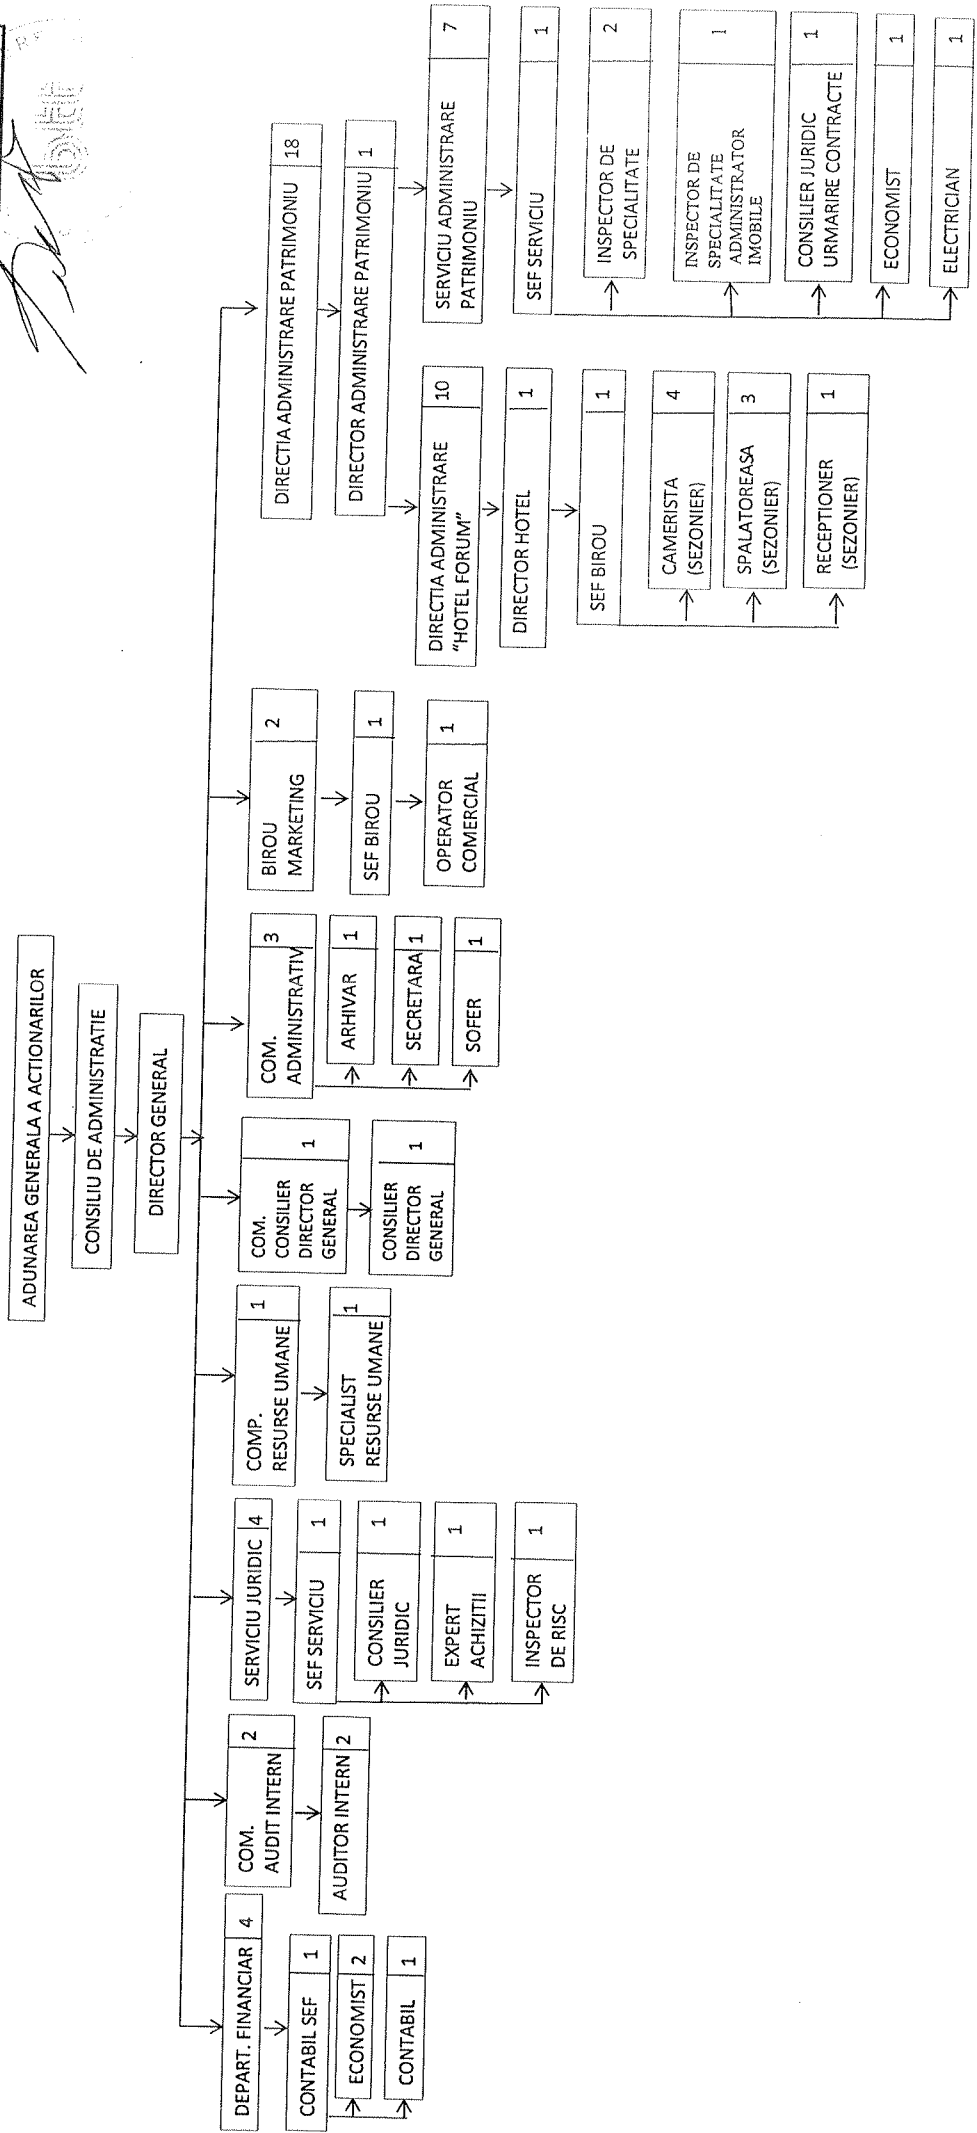 ADUNAREA GENERALA A ACTIONARILOR
CONSILIU DE ADMINISTRATIE
DIRECTOR GENERAL
DEPART. FINANCIAR 4
CONTABIL SEF 1
ECONOMIST 2
CONTABIL 1
COM.
AUDIT INTERN
2
AUDITOR INTERN 2
SERVICIU JURIDIC 4
SEF SERVICIU 1
CONSILIER
JURIDIC
1
EXPERT
ACHIZITII
1
INSPECTOR
DE RISC
1
COMP.
RESURSE UMANE
1
SPECIALIST
RESURSE UMANE
1
COM.
CONSILIER
DIRECTOR
GENERAL
1
CONSILIER
DIRECTOR
GENERAL
1
COM.
ADMINISTRATIV
3
ARHIVAR 1
SECRETARA 1
SOFER 1
BIROU
MARKETING
2
SEF BIROU 1
OPERATOR
COMERCIAL
1
DIRECTIA ADMINISTRARE PATRIMONIU 18
DIRECTOR ADMINISTRARE PATRIMONIU 1
DIRECTIA ADMINISTRARE
"HOTEL FORUM"
10
DIRECTOR HOTEL 1
SEF BIROU 1
CAMERISTA
(SEZONIER)
4
SPALATOREASA
(SEZONIER)
3
RECEPTIONER
(SEZONIER)
1
SERVICIU ADMINISTRARE
PATRIMONIU
7
SEF SERVICIU 1
INSPECTOR DE
SPECIALITATE
2
INSPECTOR DE
SPECIALITATE
ADMINISTRATOR
IMOBILE
1
CONSILIER JURIDIC
URMARIRE CONTRACTE
1
ECONOMIST 1
ELECTRICIAN 1